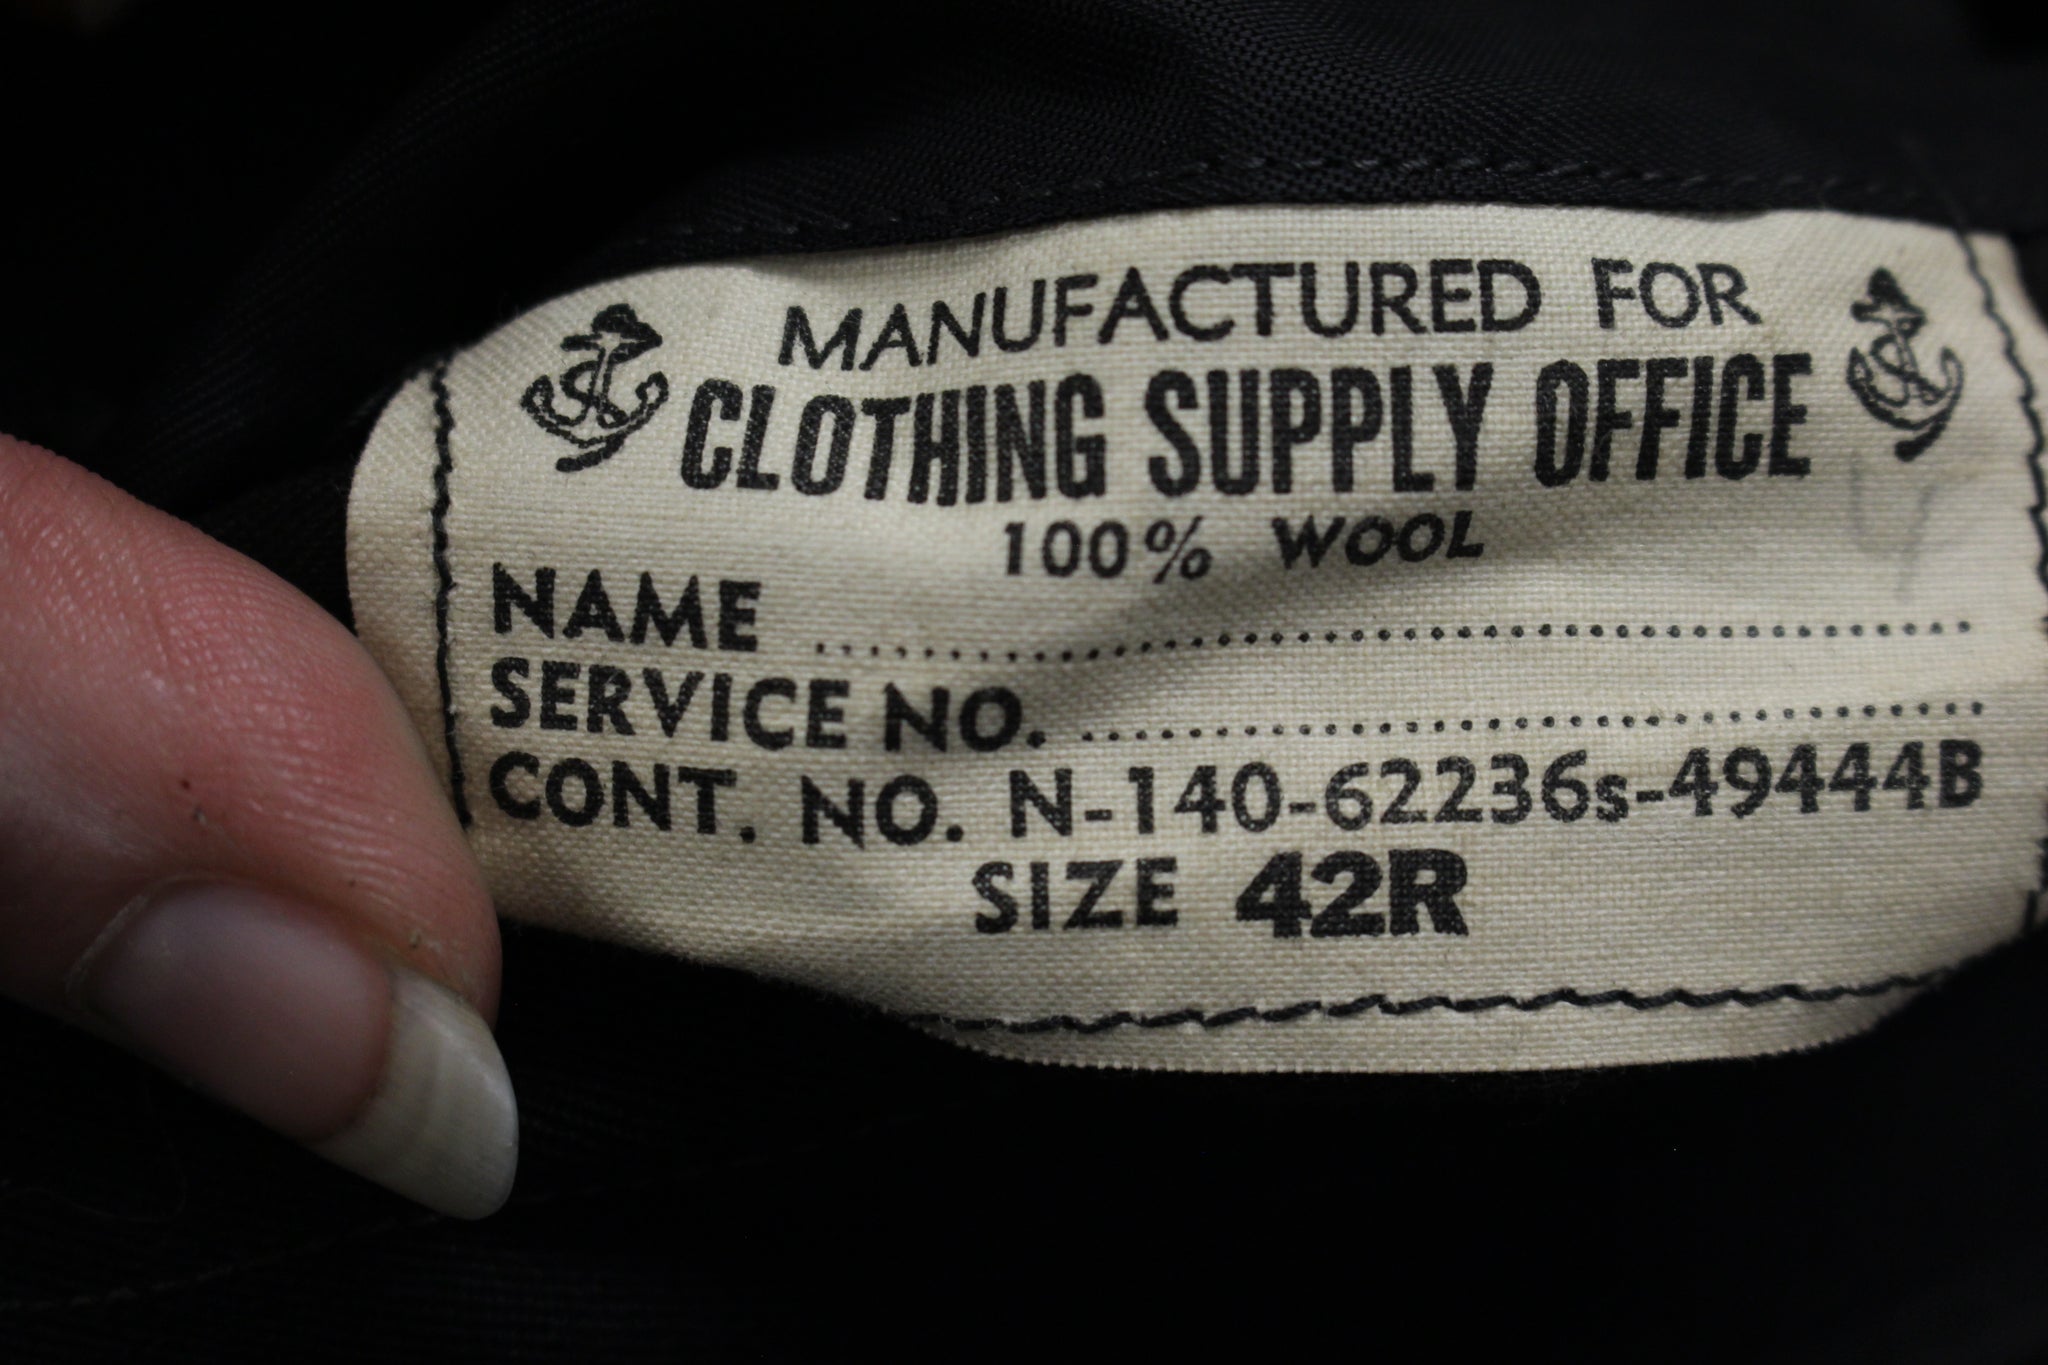 MANUFACTURED FOR
CLOTHING SUPPLY OFFICE
100% WOOL
NAME ........................................
SERVICE NO. ........................................
CONT. NO. N-140-62236s-49444B
SIZE 42R